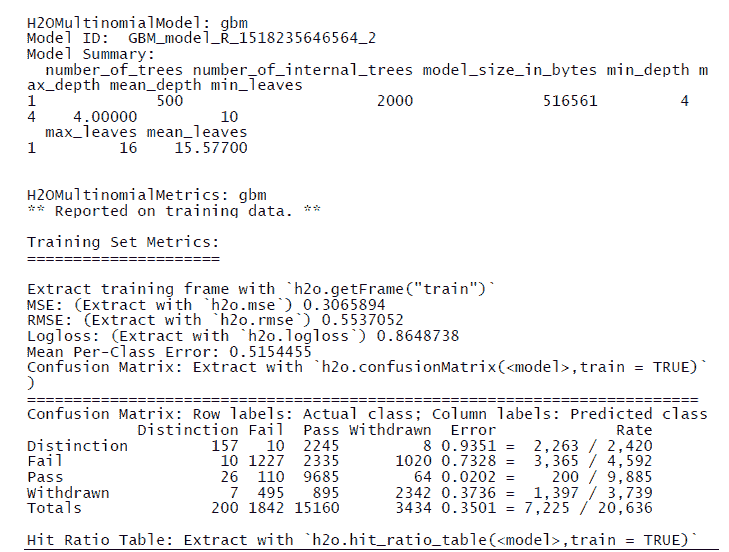 H2OMultinomialModel: gbm
Model ID:  GBM_model_R_1518235646564_2
Model Summary:
  number_of_trees number_of_internal_trees model_size_in_bytes min_depth m
ax_depth mean_depth min_leaves
1             500                     2000              516561         4
4    4.00000         10
  max_leaves mean_leaves
1         16    15.57700
H2OMultinomialMetrics: gbm
** Reported on training data. **
Training Set Metrics:
=====================
Extract training frame with `h2o.getFrame("train")`
MSE: (Extract with `h2o.mse`) 0.3065894
RMSE: (Extract with `h2o.rmse`) 0.5537052
Logloss: (Extract with `h2o.logloss`) 0.8648738
Mean Per-Class Error: 0.5154455
Confusion Matrix: Extract with `h2o.confusionMatrix(<model>,train = TRUE)`
)
=========================================================================
Confusion Matrix: Row labels: Actual class; Column labels: Predicted class
            Distinction Fail  Pass Withdrawn  Error            Rate
Distinction         157   10  2245         8 0.9351 =  2,263 / 2,420
Fail                 10 1227  2335      1020 0.7328 =  3,365 / 4,592
Pass                 26  110  9685        64 0.0202 =    200 / 9,885
Withdrawn             7  495   895      2342 0.3736 =  1,397 / 3,739
Totals              200 1842 15160      3434 0.3501 = 7,225 / 20,636
Hit Ratio Table: Extract with `h2o.hit_ratio_table(<model>,train = TRUE)`